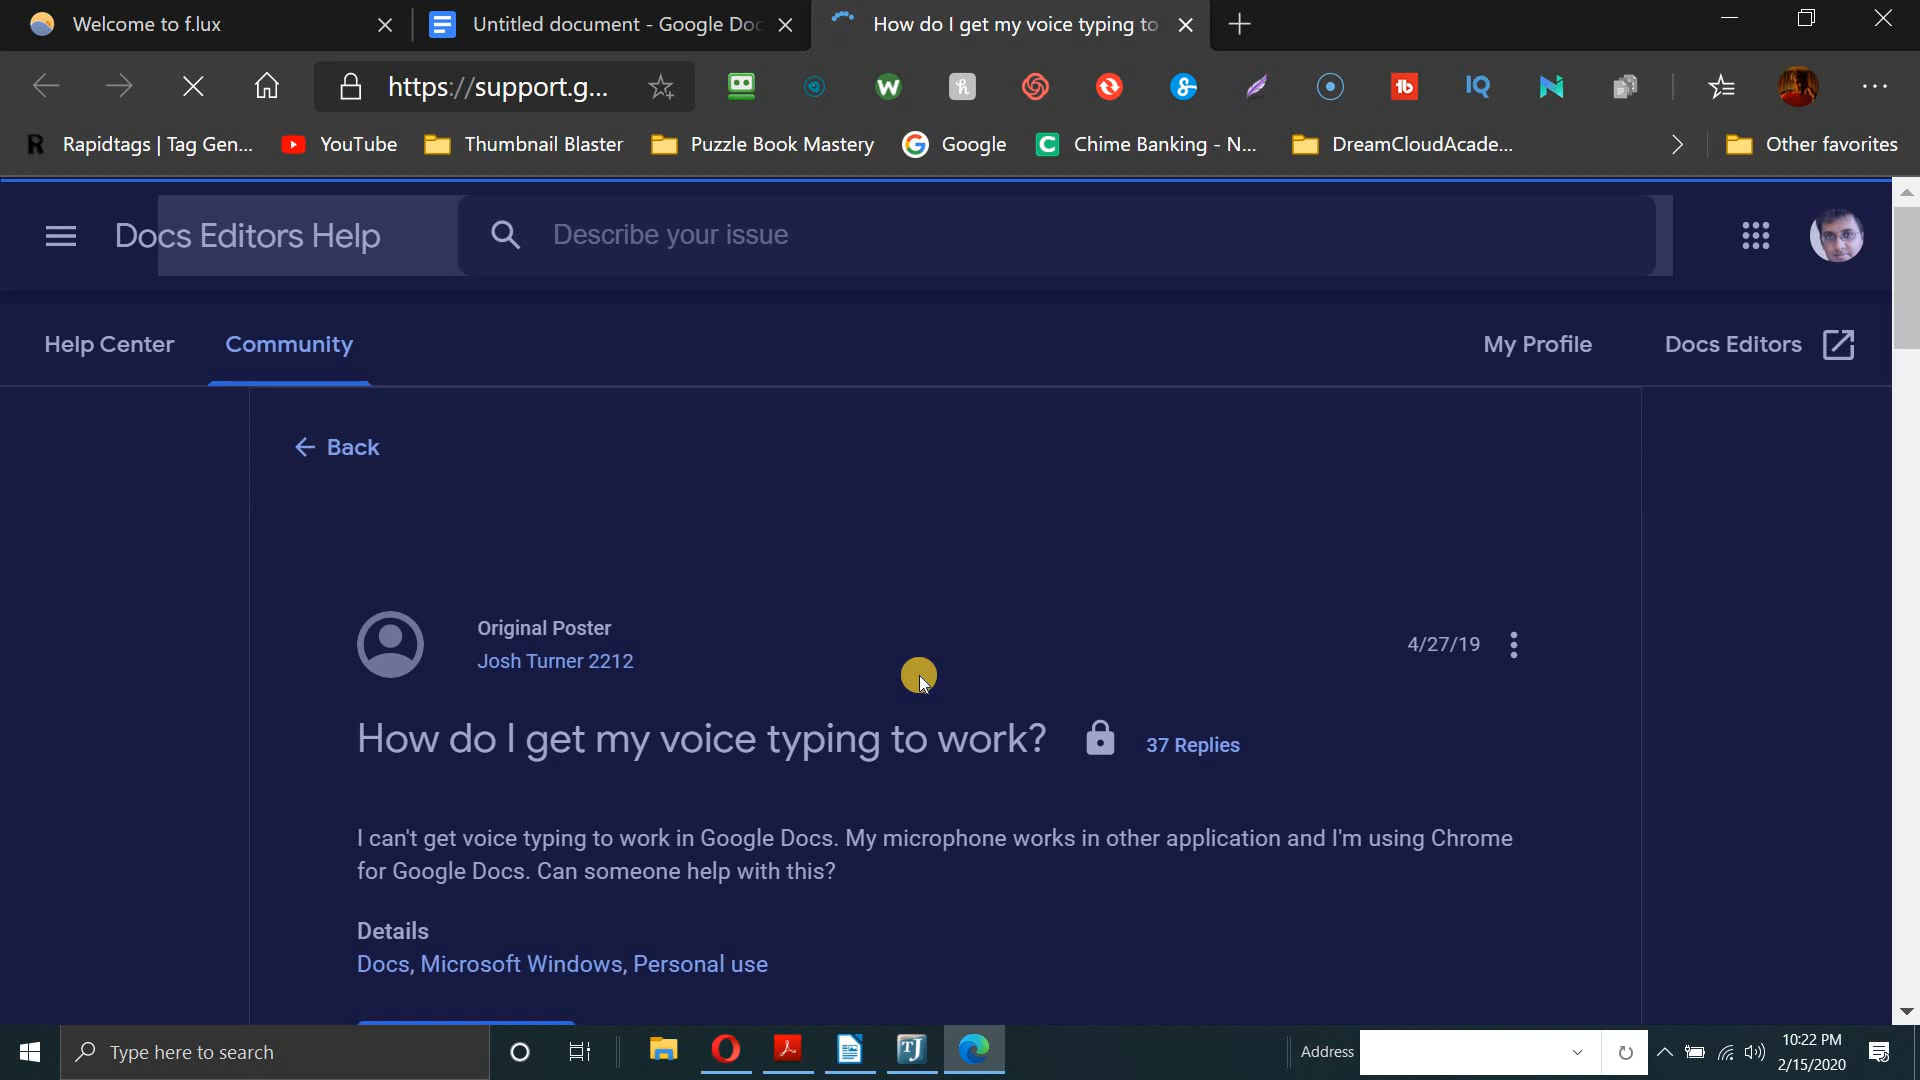 Welcome to f.lux
Untitled document - Google Doc
How do I get my voice typing to
https://support.g...
Rapidtags | Tag Gen...
YouTube
Thumbnail Blaster
Puzzle Book Mastery
Google
Chime Banking - N...
DreamCloudAcade...
Other favorites
Docs Editors Help
Describe your issue
Help Center
Community
My Profile
Docs Editors
Back
Original Poster
Josh Turner 2212
4/27/19
How do I get my voice typing to work?
37 Replies
I can't get voice typing to work in Google Docs. My microphone works in other application and I'm using Chrome
for Google Docs. Can someone help with this?
Details
Docs, Microsoft Windows, Personal use
Type here to search
Address
10:22 PM
2/15/2020